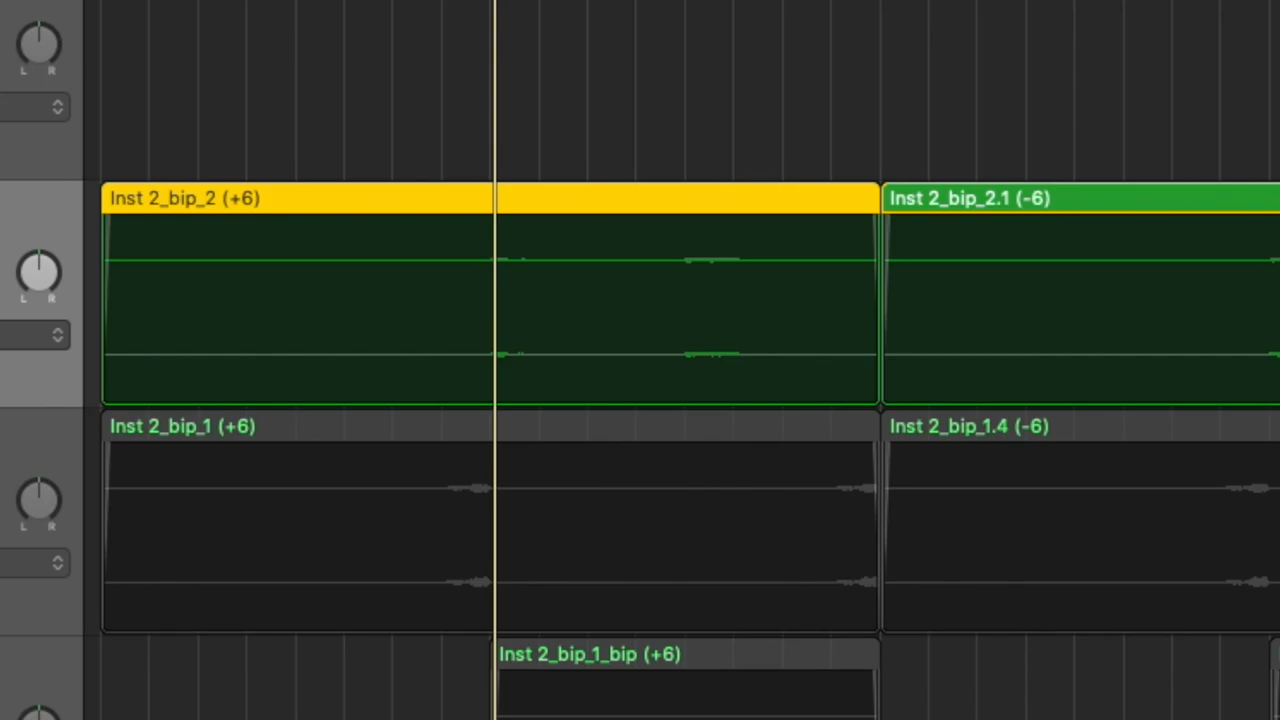 L R
Inst 2_bip_2 (+6)
Inst 2_bip_2.1 (-6)
L R
Inst 2_bip_1 (+6)
Inst 2_bip_1.4 (-6)
L R
Inst 2_bip_1_bip (+6)